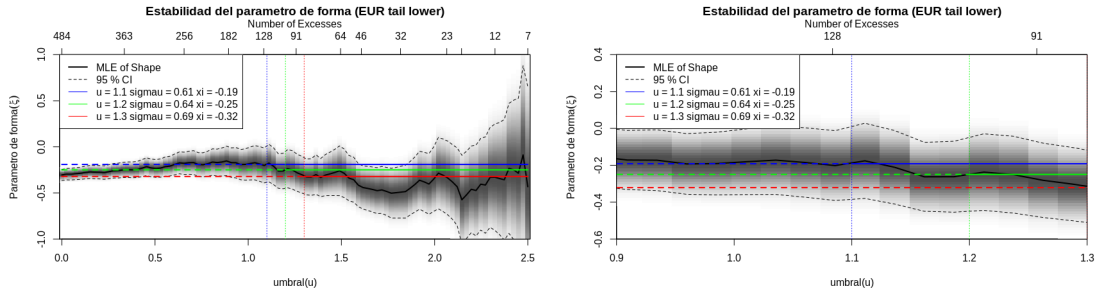 Estabilidad del parametro de forma (EUR tail lower)
Number of Excesses
484 363 256 182 128 91 64 46 32 23 12 7
1.0
0.5
0.0
-0.5
-1.0
Parametro de forma(ξ)
MLE of Shape
95 % CI
u = 1.1 sigmau = 0.61 xi = -0.19
u = 1.2 sigmau = 0.64 xi = -0.25
u = 1.3 sigmau = 0.69 xi = -0.32
0.0 0.5 1.0 1.5 2.0 2.5
umbral(u)
Estabilidad del parametro de forma (EUR tail lower)
Number of Excesses
128 91
0.4
0.2
0.0
-0.2
-0.4
-0.6
Parametro de forma(ξ)
MLE of Shape
95 % CI
u = 1.1 sigmau = 0.61 xi = -0.19
u = 1.2 sigmau = 0.64 xi = -0.25
u = 1.3 sigmau = 0.69 xi = -0.32
0.9 1.0 1.1 1.2 1.3
umbral(u)